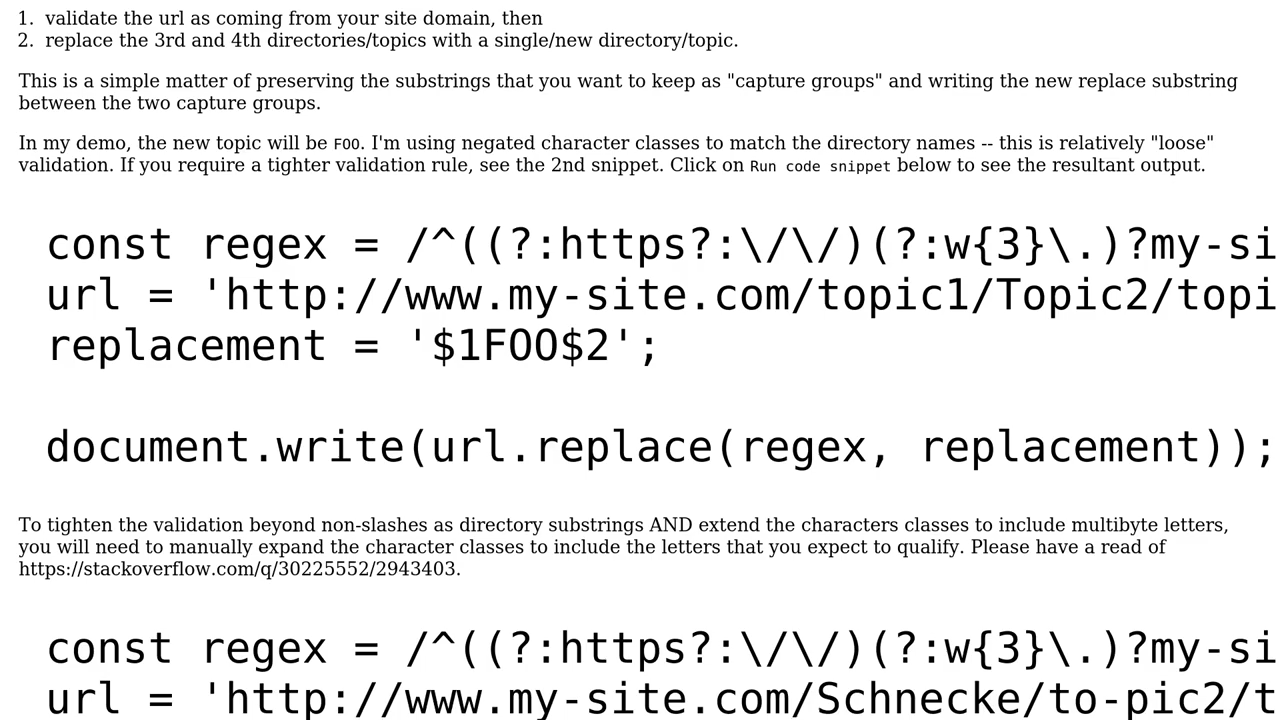 1. validate the url as coming from your site domain, then
2. replace the 3rd and 4th directories/topics with a single/new directory/topic.
This is a simple matter of preserving the substrings that you want to keep as "capture groups" and writing the new replace substring
between the two capture groups.
In my demo, the new topic will be FOO. I'm using negated character classes to match the directory names -- this is relatively "loose"
validation. If you require a tighter validation rule, see the 2nd snippet. Click on Run code snippet below to see the resultant output.
const regex = /^((?:https?:\/\/)(?:w{3}\.)?my-si
url = 'http://www.my-site.com/topic1/Topic2/topi
replacement = '$1FOO$2';
document.write(url.replace(regex, replacement));
To tighten the validation beyond non-slashes as directory substrings AND extend the characters classes to include multibyte letters,
you will need to manually expand the character classes to include the letters that you expect to qualify. Please have a read of
https://stackoverflow.com/q/30225552/2943403.
const regex = /^((?:https?:\/\/)(?:w{3}\.)?my-si
url = 'http://www.my-site.com/Schnecke/to-pic2/t